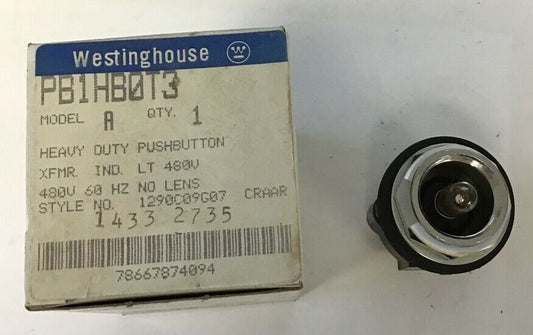 Westinghouse
PB1HB0T3
MODEL A QTY. 1
HEAVY DUTY PUSHBUTTON
XFMR. IND. LT 480V
480V 60 HZ NO LENS
STYLE NO. 1290C09G07 CRAAR
1433 2735
78667874094